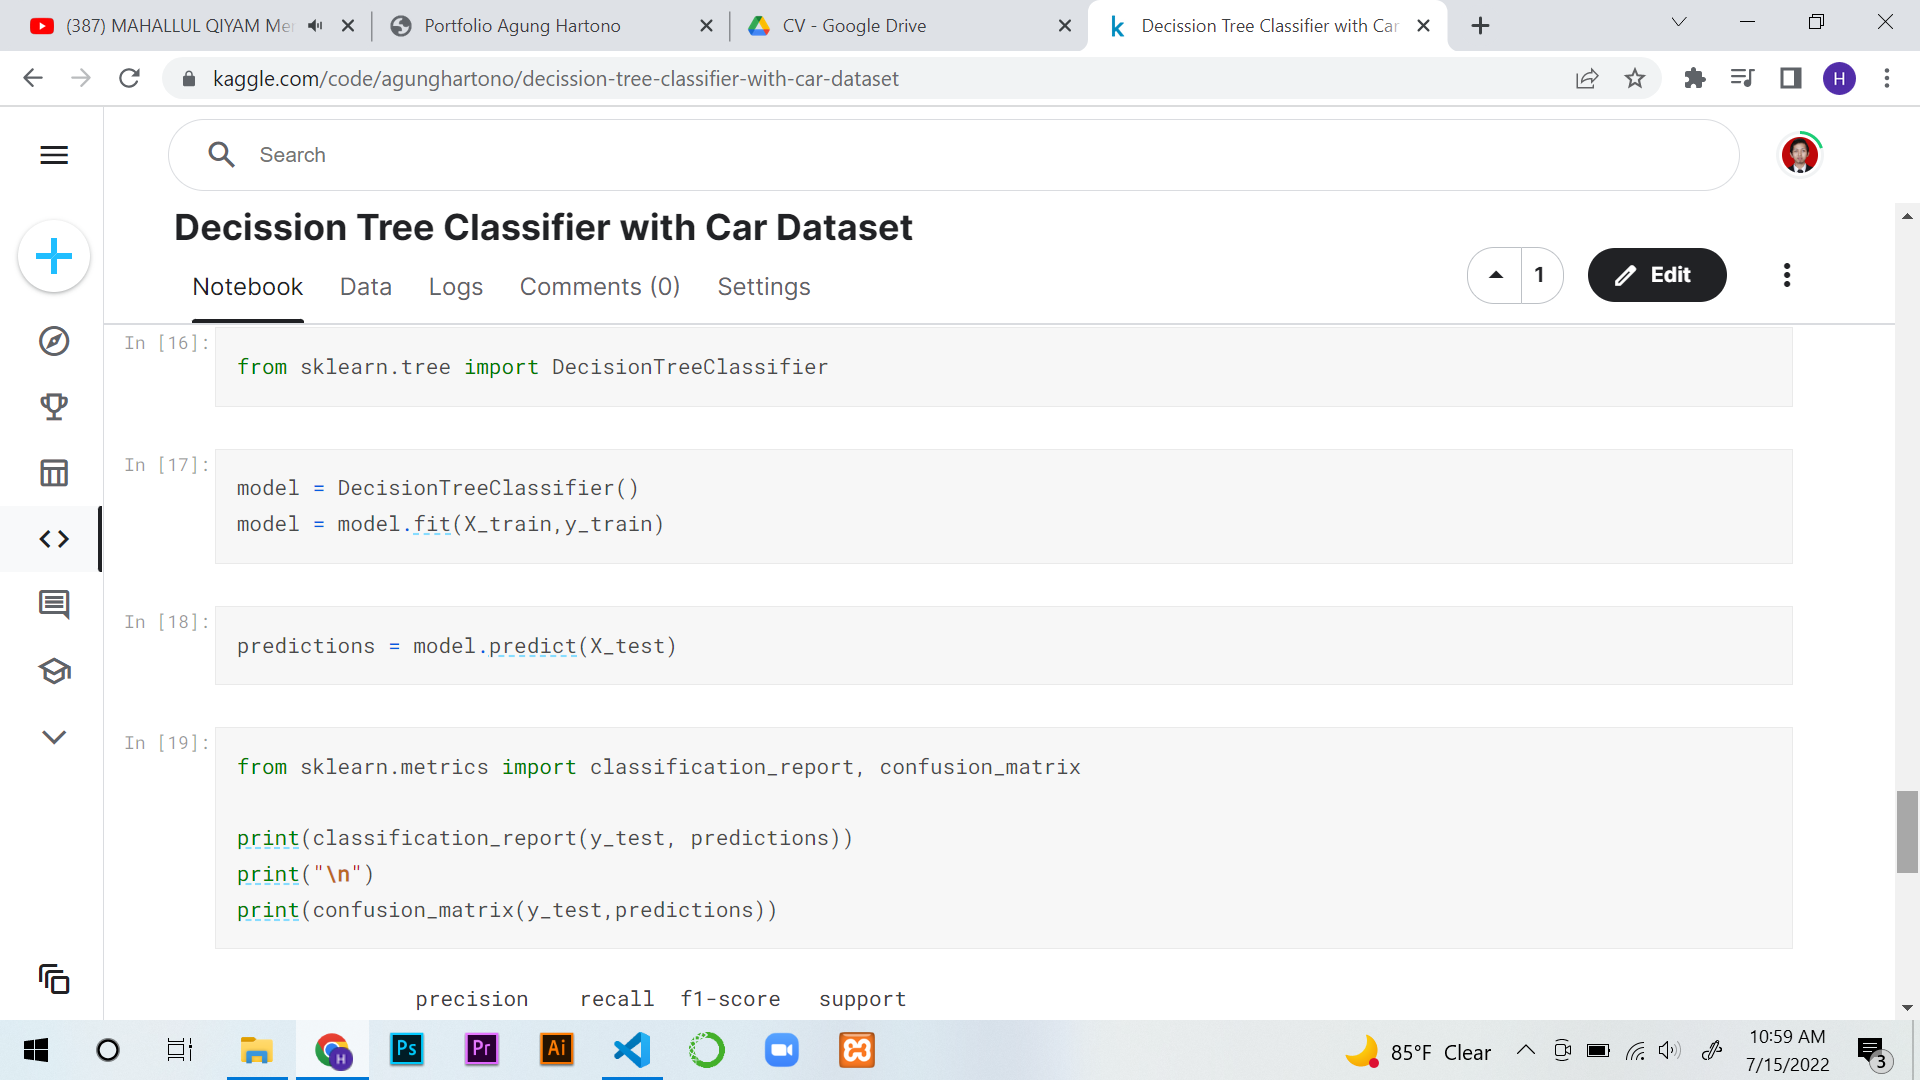 (387) MAHALLUL QIYAM Mer
Portfolio Agung Hartono
CV - Google Drive
k
Decission Tree Classifier with Car
kaggle.com/code/agunghartono/decission-tree-classifier-with-car-dataset
H
Search
Decission Tree Classifier with Car Dataset
Notebook
Data
Logs
Comments (0)
Settings
1
Edit
In [16]:
from sklearn.tree import DecisionTreeClassifier
In [17]:
model = DecisionTreeClassifier()
model = model.fit(X_train,y_train)
In [18]:
predictions = model.predict(X_test)
In [19]:
from sklearn.metrics import classification_report, confusion_matrix
print(classification_report(y_test, predictions))
print("\n")
print(confusion_matrix(y_test,predictions))
precision recall f1-score support
H
Ps
Pr
Ai
85°F Clear
10:59 AM
7/15/2022
3